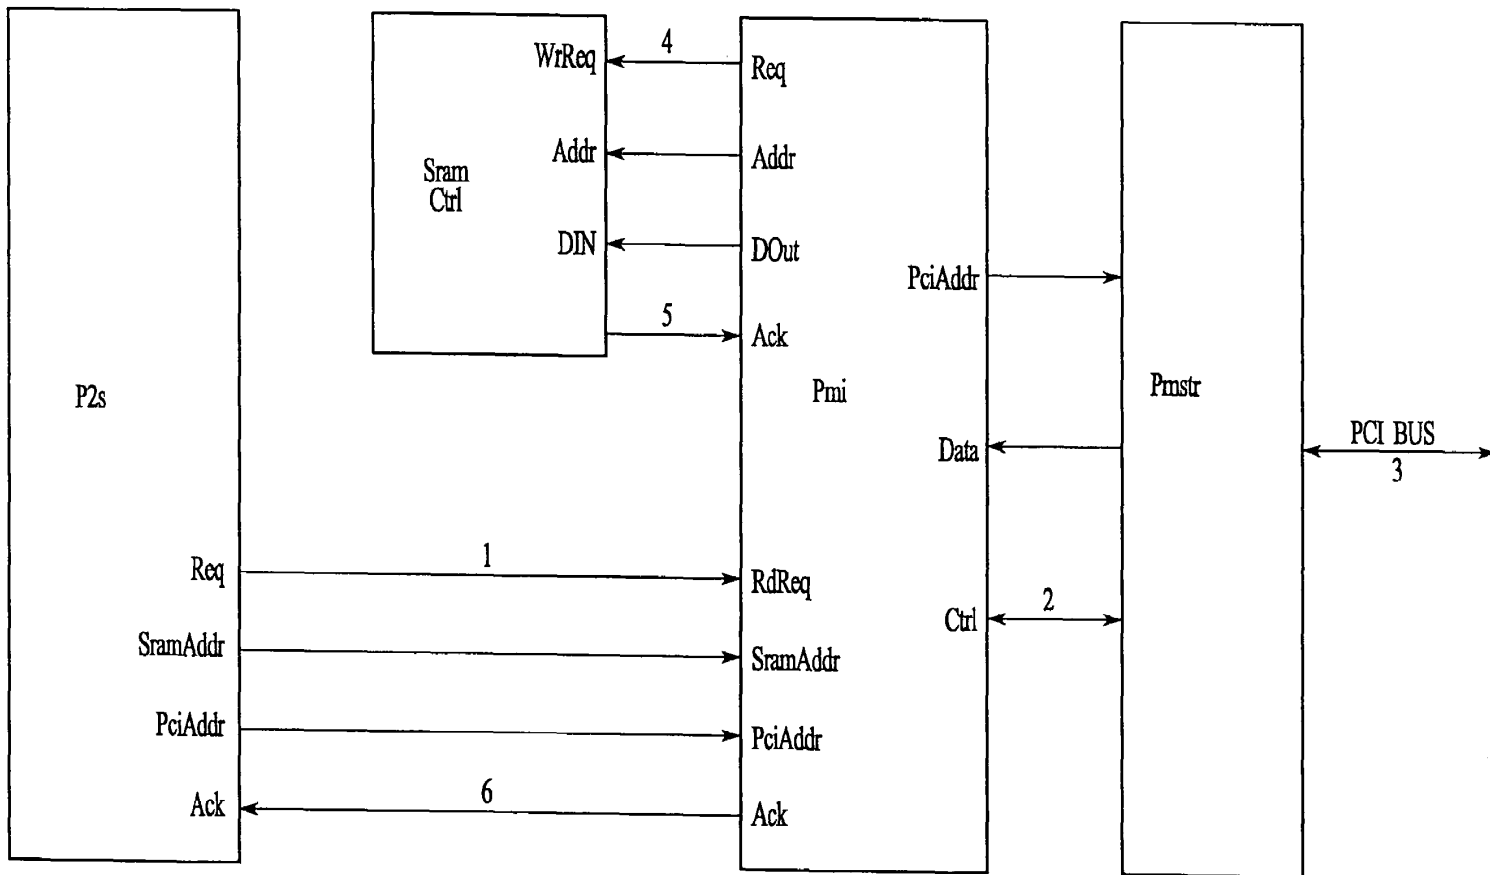 4
WrReq
Req
Addr
Addr
Sram
Ctrl
DIN
DOut
PciAddr
5
Ack
P2s
Pmi
Pmstr
PCI BUS
3
Data
1
Req
RdReq
2
Ctrl
SramAddr
SramAddr
PciAddr
PciAddr
6
Ack
Ack